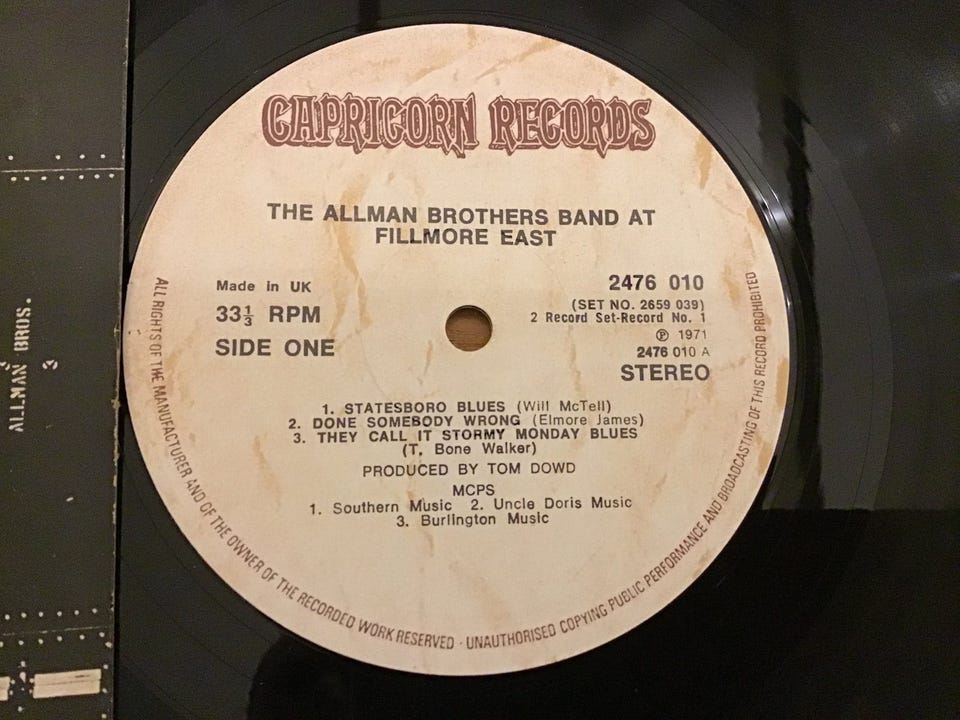 CAPRICORN RECORDS
THE ALLMAN BROTHERS BAND AT
FILLMORE EAST
Made in UK
33⅓ RPM
SIDE ONE
2476 010
(SET NO. 2659 039)
2 Record Set-Record No. 1
℗ 1971
2476 010 A
STEREO
1. STATESBORO BLUES (Will McTell)
2. DONE SOMEBODY WRONG (Elmore James)
3. THEY CALL IT STORMY MONDAY BLUES
(T. Bone Walker)
PRODUCED BY TOM DOWD
MCPS
1. Southern Music 2. Uncle Doris Music
3. Burlington Music
ALL RIGHTS OF THE MANUFACTURER AND OF THE OWNER OF THE RECORDED WORK RESERVED · UNAUTHORISED COPYING PUBLIC PERFORMANCE AND BROADCASTING OF THIS RECORD PROHIBITED
ALLMAN BROS.
3